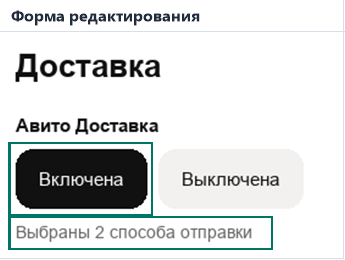 Форма редактирования
Доставка
Авито Доставка
Включена Выключена
Выбраны 2 способа отправки